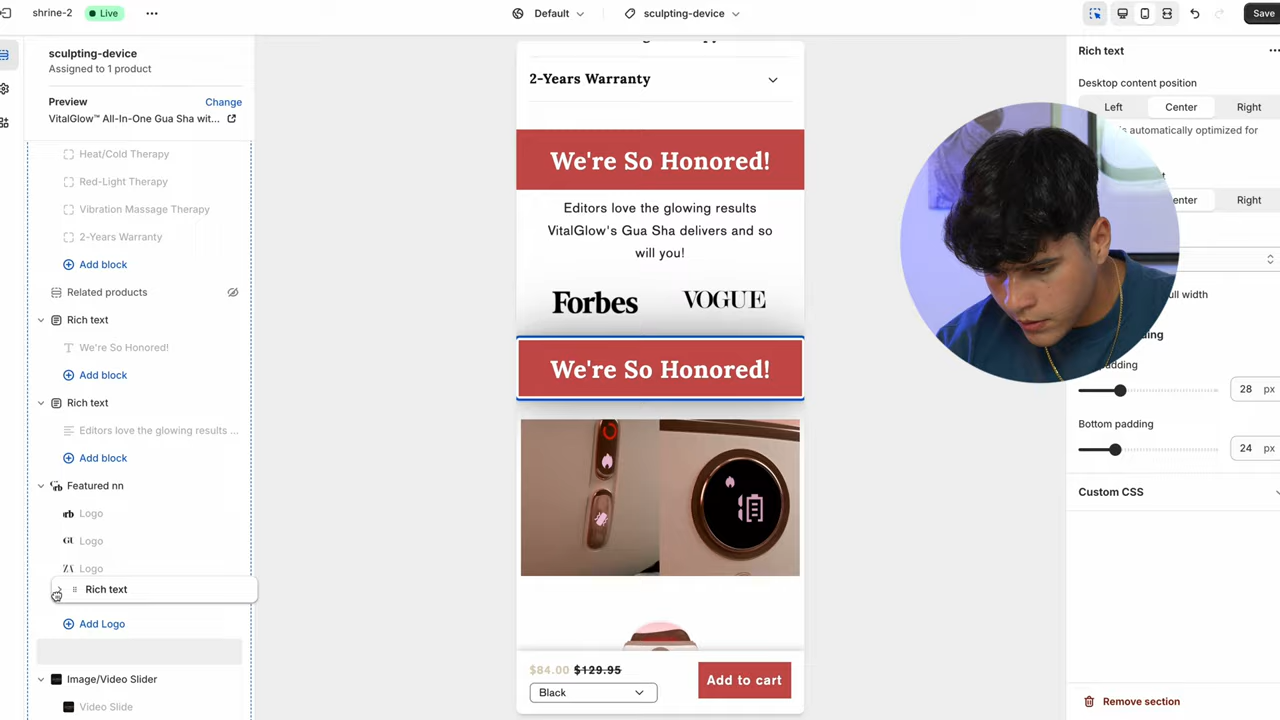 shrine-2
Live
Default
sculpting-device
Save
sculpting-device
Assigned to 1 product
Preview
Change
VitalGlow™ All-In-One Gua Sha wit...
Heat/Cold Therapy
Red-Light Therapy
Vibration Massage Therapy
2-Years Warranty
Add block
Related products
Rich text
We're So Honored!
Add block
Rich text
Editors love the glowing results ...
Add block
Featured nn
Logo
Logo
Logo
Rich text
Add Logo
Image/Video Slider
Video Slide
2-Years Warranty
We're So Honored!
Editors love the glowing results
VitalGlow's Gua Sha delivers and so
will you!
Forbes
VOGUE
We're So Honored!
$84.00 $129.95
Black
Add to cart
Rich text
Desktop content position
Left
Center
Right
is automatically optimized for
enter
Right
full width
28 px
Bottom padding
24 px
Custom CSS
Remove section